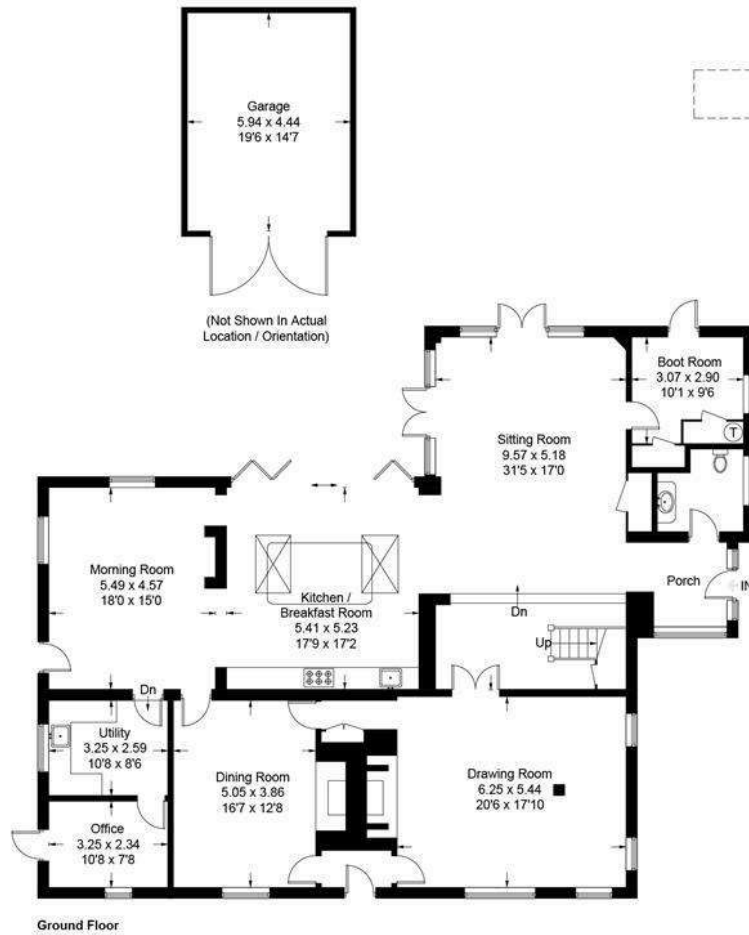 Garage
5.94 x 4.44
19'6 x 14'7
(Not Shown In Actual
Location / Orientation)
Boot Room
3.07 x 2.90
10'1 x 9'6
T
Sitting Room
9.57 x 5.18
31'5 x 17'0
Morning Room
5.49 x 4.57
18'0 x 15'0
Kitchen /
Breakfast Room
5.41 x 5.23
17'9 x 17'2
Porch
IN
Dn
Up
Dn
Utility
3.25 x 2.59
10'8 x 8'6
Dining Room
5.05 x 3.86
16'7 x 12'8
Drawing Room
6.25 x 5.44
20'6 x 17'10
Office
3.25 x 2.34
10'8 x 7'8
Ground Floor